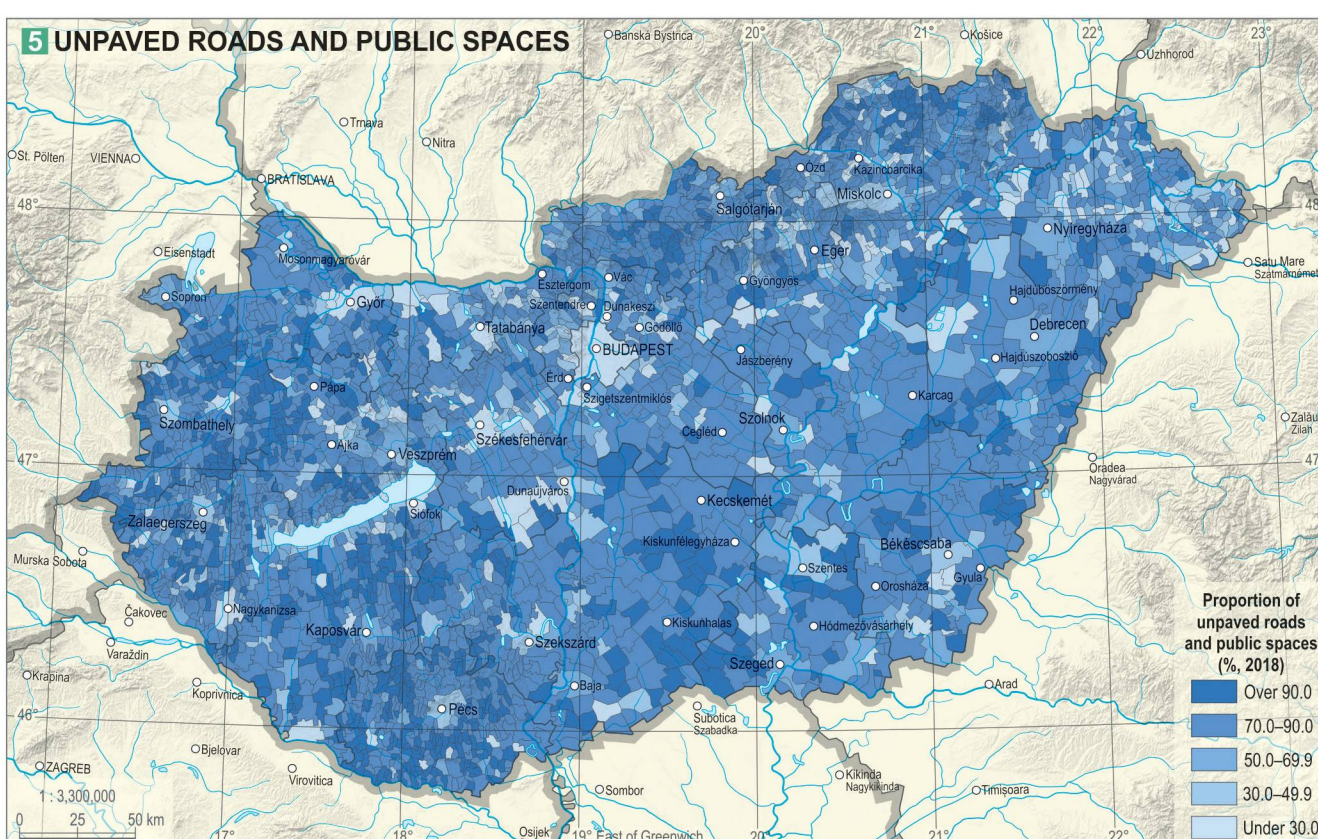 5 UNPAVED ROADS AND PUBLIC SPACES
Banská Bystrica
20°
Košice
22°
23°
Uzhhorod
Trnava
Nitra
St. Pölten
VIENNA
BRATISLAVA
Ózd
Kazincbarcika
Miskolc
Salgótarján
48°
48
Nyíregyháza
Eisenstadt
Mosonmagyaróvár
Eger
Satu Mare
Szatmárnémeti
Sopron
Esztergom
Vác
Gyöngyös
Győr
Szentendre
Dunakeszi
Hajdúböszörmény
Tatabánya
Gödöllő
Debrecen
BUDAPEST
Jászberény
Hajdúszoboszló
Pápa
Érd
Szigetszentmiklós
Karcag
Szombathely
Székesfehérvár
Cegléd
Szolnok
Zalău
Zilah
Ajka
Veszprém
47°
47
Oradea
Nagyvárad
Dunaújváros
Siófok
Kecskemét
Zalaegerszeg
Kiskunfélegyháza
Békéscsaba
Murska Sobota
Szentes
Gyula
Orosháza
Nagykanizsa
Čakovec
Kaposvár
Szekszárd
Kiskunhalas
Hódmezővásárhely
Varaždin
Szeged
Krapina
Koprivnica
Baja
Arad
46°
Pécs
Subotica
Szabadka
Bjelovar
ZAGREB
Virovitica
Sombor
Kikinda
Nagykikinda
Timișoara
Proportion of
unpaved roads
and public spaces
(%, 2018)
Over 90.0
70.0–90.0
50.0–69.9
30.0–49.9
Under 30.0
1 : 3,300,000
0 25 50 km
17°
18°
Osijek
19°
East of Greenwich
20°
21°
22°